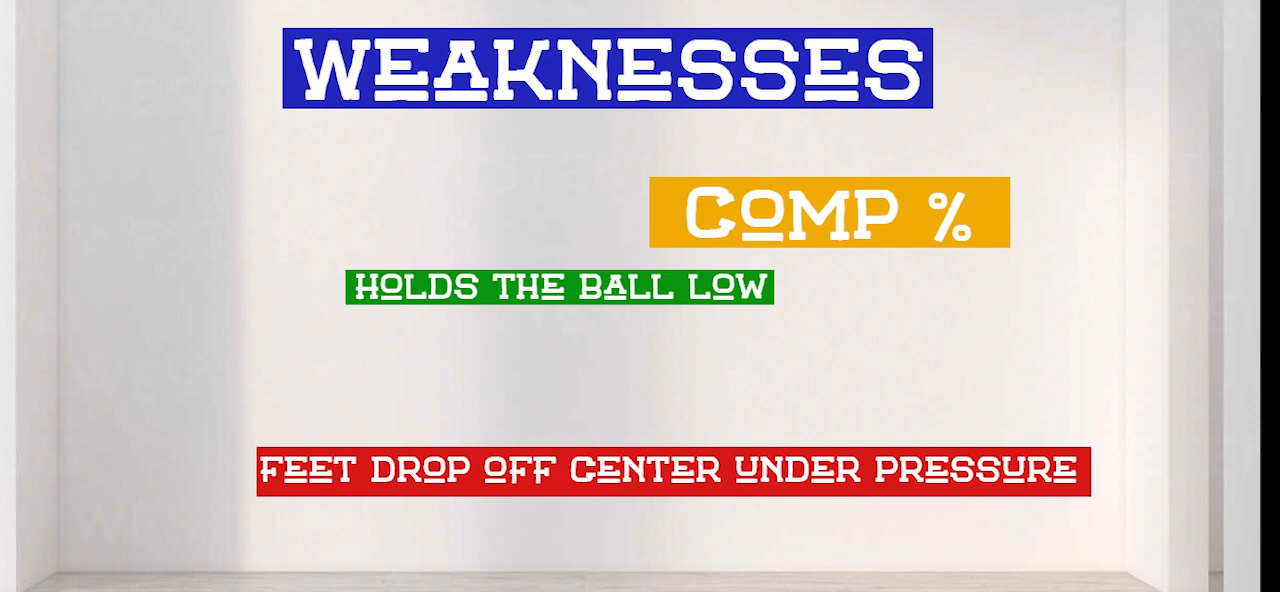 WEAKNESSES
COMP %
HOLDS THE BALL LOW
FEET DROP OFF CENTER UNDER PRESSURE